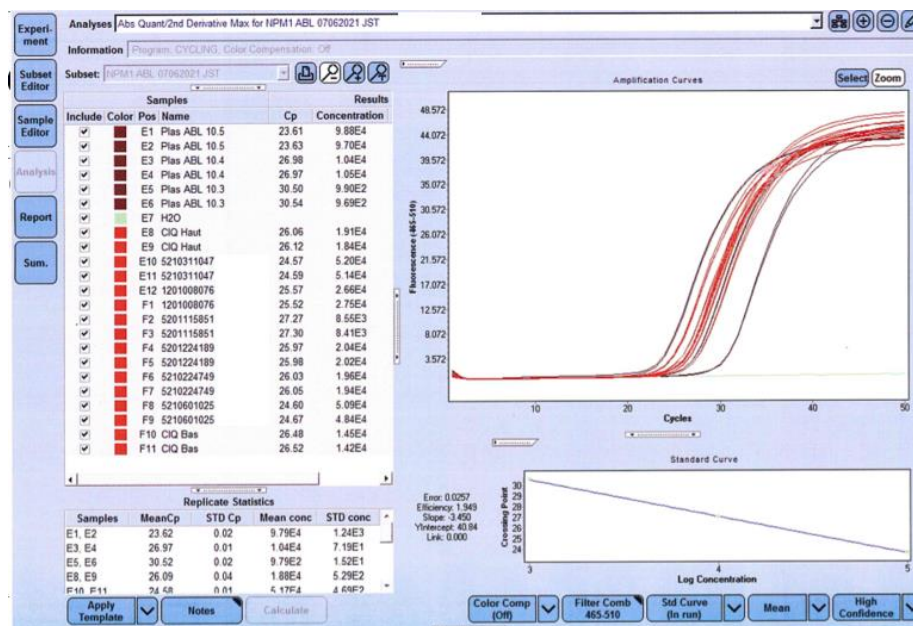 Experi-
ment
Subset
Editor
Sample
Editor
Analysis
Report
Sum.
Analyses Abs Quant/2nd Derivative Max for NPM1 ABL 07062021 JST
Information Program: CYCLING, Color Compensation: Off
Subset: NPM1 ABL 07062021 JST
Samples Results
Include Color Pos Name Cp Concentration
E1 Plas ABL 10.5 23.61 9.88E4
E2 Plas ABL 10.5 23.63 9.70E4
E3 Plas ABL 10.4 26.98 1.04E4
E4 Plas ABL 10.4 26.97 1.05E4
E5 Plas ABL 10.3 30.50 9.90E2
E6 Plas ABL 10.3 30.54 9.69E2
E7 H2O
E8 CIQ Haut 26.06 1.91E4
E9 CIQ Haut 26.12 1.84E4
E10 5210311047 24.57 5.20E4
E11 5210311047 24.59 5.14E4
E12 1201008076 25.57 2.66E4
F1 1201008076 25.52 2.75E4
F2 5201115851 27.27 8.55E3
F3 5201115851 27.30 8.41E3
F4 5201224189 25.97 2.04E4
F5 5201224189 25.98 2.02E4
F6 5210224749 26.03 1.96E4
F7 5210224749 26.05 1.94E4
F8 5210601025 24.60 5.09E4
F9 5210601025 24.67 4.84E4
F10 CIQ Bas 26.48 1.45E4
F11 CIQ Bas 26.52 1.42E4
Replicate Statistics
Samples MeanCp STD Cp Mean conc STD conc
E1, E2 23.62 0.02 9.79E4 1.24E3
E3, E4 26.97 0.01 1.04E4 7.19E1
E5, E6 30.52 0.02 9.79E2 1.52E1
E8, E9 26.09 0.04 1.88E4 5.29E2
E10, E11 24.58 0.01 5.17E4 4.69E2
Amplification Curves
Select Zoom
Fluorescence (465-510)
48.572
44.072
39.572
35.072
30.572
26.072
21.572
17.072
12.572
8.072
3.572
10 20 30 40 50
Cycles
Standard Curve
Error: 0.0257
Efficiency: 1.949
Slope: -3.450
YIntercept: 40.84
Link: 0.000
Crossing Point
30
29
28
27
26
25
24
3 4 5
Log Concentration
Apply
Template
Notes
Calculate
Color Comp
(Off)
Filter Comb
465-510
Std Curve
(In run)
Mean
High
Confidence